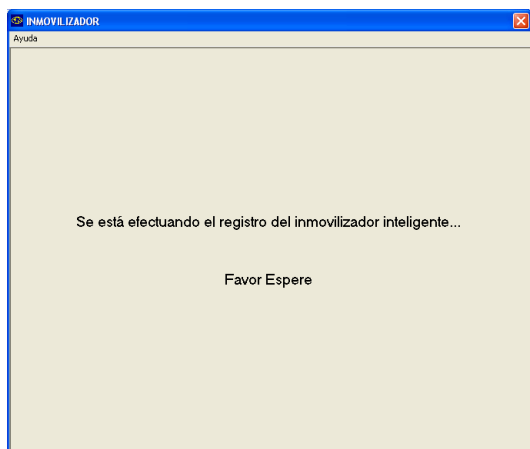 INMOVILIZADOR
Ayuda
Se está efectuando el registro del inmovilizador inteligente...
Favor Espere